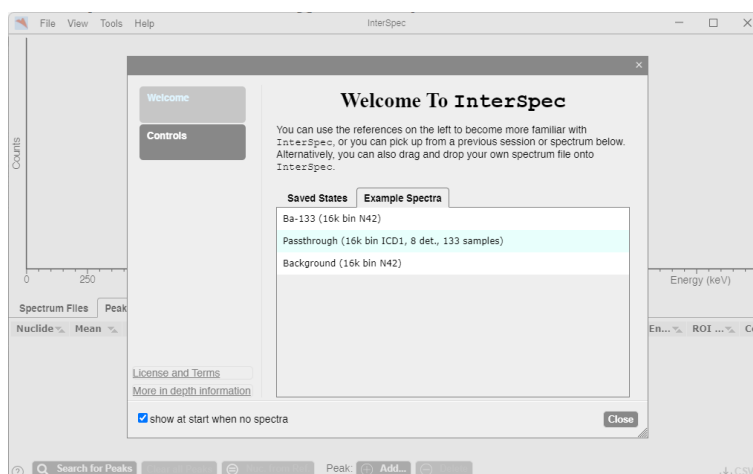 File View Tools Help InterSpec
Counts
0 250 Energy (keV)
Welcome
Controls
Welcome To InterSpec
You can use the references on the left to become more familiar with
InterSpec, or you can pick up from a previous session or spectrum below.
Alternatively, you can also drag and drop your own spectrum file onto
InterSpec.
Saved States Example Spectra
Ba-133 (16k bin N42)
Passthrough (16k bin ICD1, 8 det., 133 samples)
Background (16k bin N42)
License and Terms
More in depth information
show at start when no spectra
Close
Spectrum Files Peak
Nuclide Mean En... ROI ...
Search for Peaks Peak: Add...